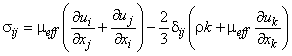 σ_ij = μ_eff (∂u_i/∂x_j + ∂u_j/∂x_i) − 2/3 δ_ij (ρk + μ_eff ∂u_k/∂x_k)